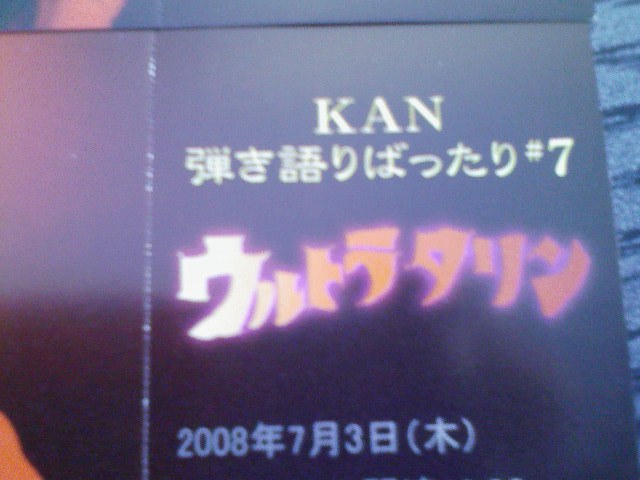 KAN
弾き語りばったり#7
ウルトラタリン
2008年7月3日(木)